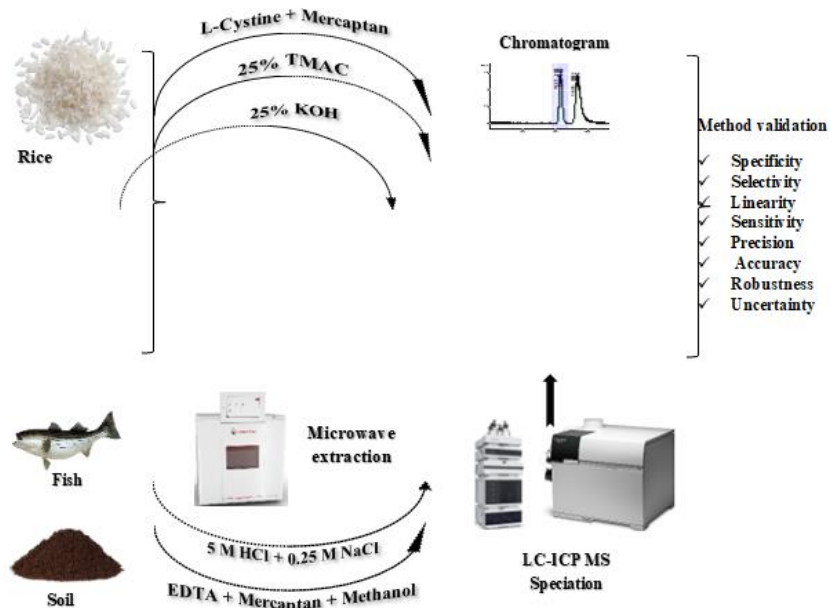 L-Cystine + Mercaptan
25% TMAC
25% KOH
Rice
Chromatogram
Method validation
✓ Specificity
✓ Selectivity
✓ Linearity
✓ Sensitivity
✓ Precision
✓ Accuracy
✓ Robustness
✓ Uncertainty
Fish
Microwave
extraction
5 M HCl + 0.25 M NaCl
EDTA + Mercaptan + Methanol
Soil
LC-ICP MS
Speciation